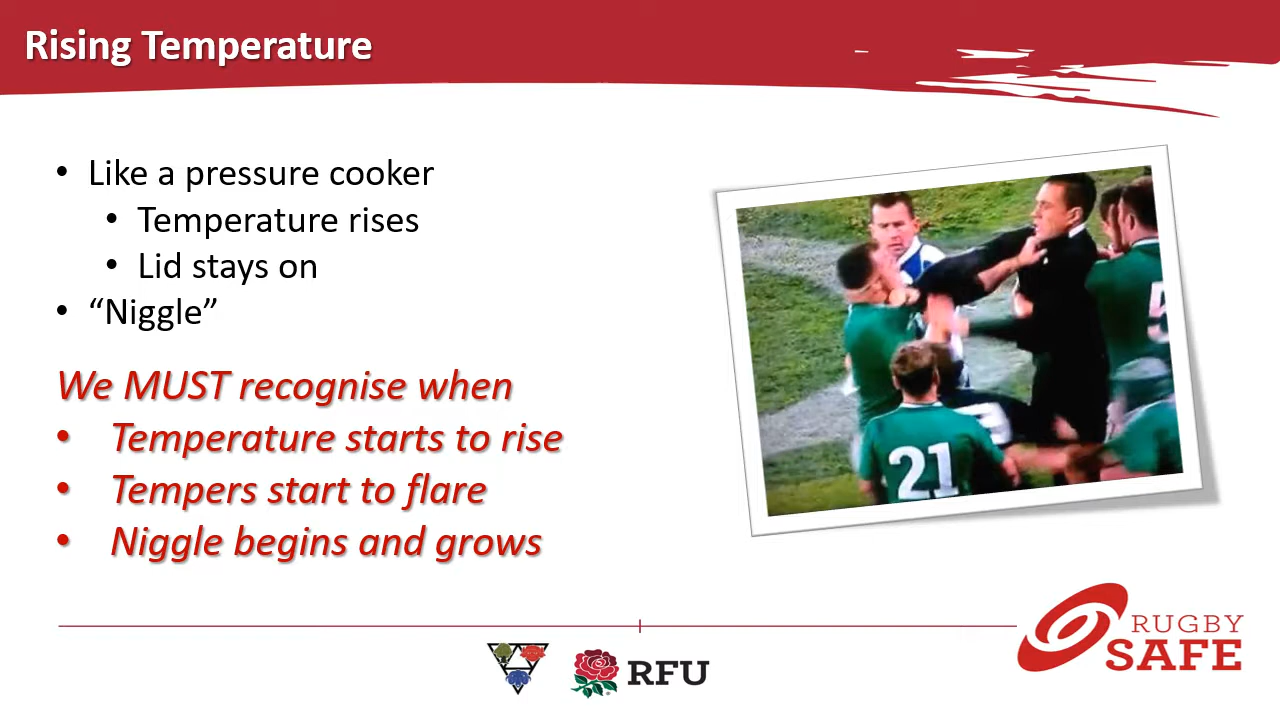 Rising Temperature
• Like a pressure cooker
• Temperature rises
• Lid stays on
• “Niggle”
We MUST recognise when
• Temperature starts to rise
• Tempers start to flare
• Niggle begins and grows
5
21
RFU
RUGBY
SAFE